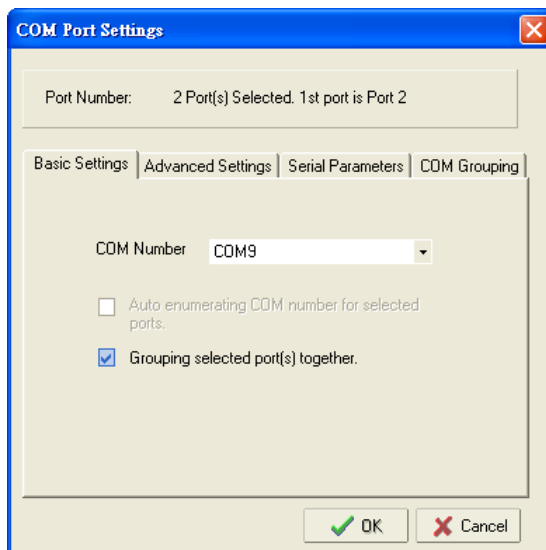 COM Port Settings
Port Number: 2 Port(s) Selected. 1st port is Port 2
Basic Settings Advanced Settings Serial Parameters COM Grouping
COM Number COM9
Auto enumerating COM number for selected
ports.
Grouping selected port(s) together.
OK Cancel